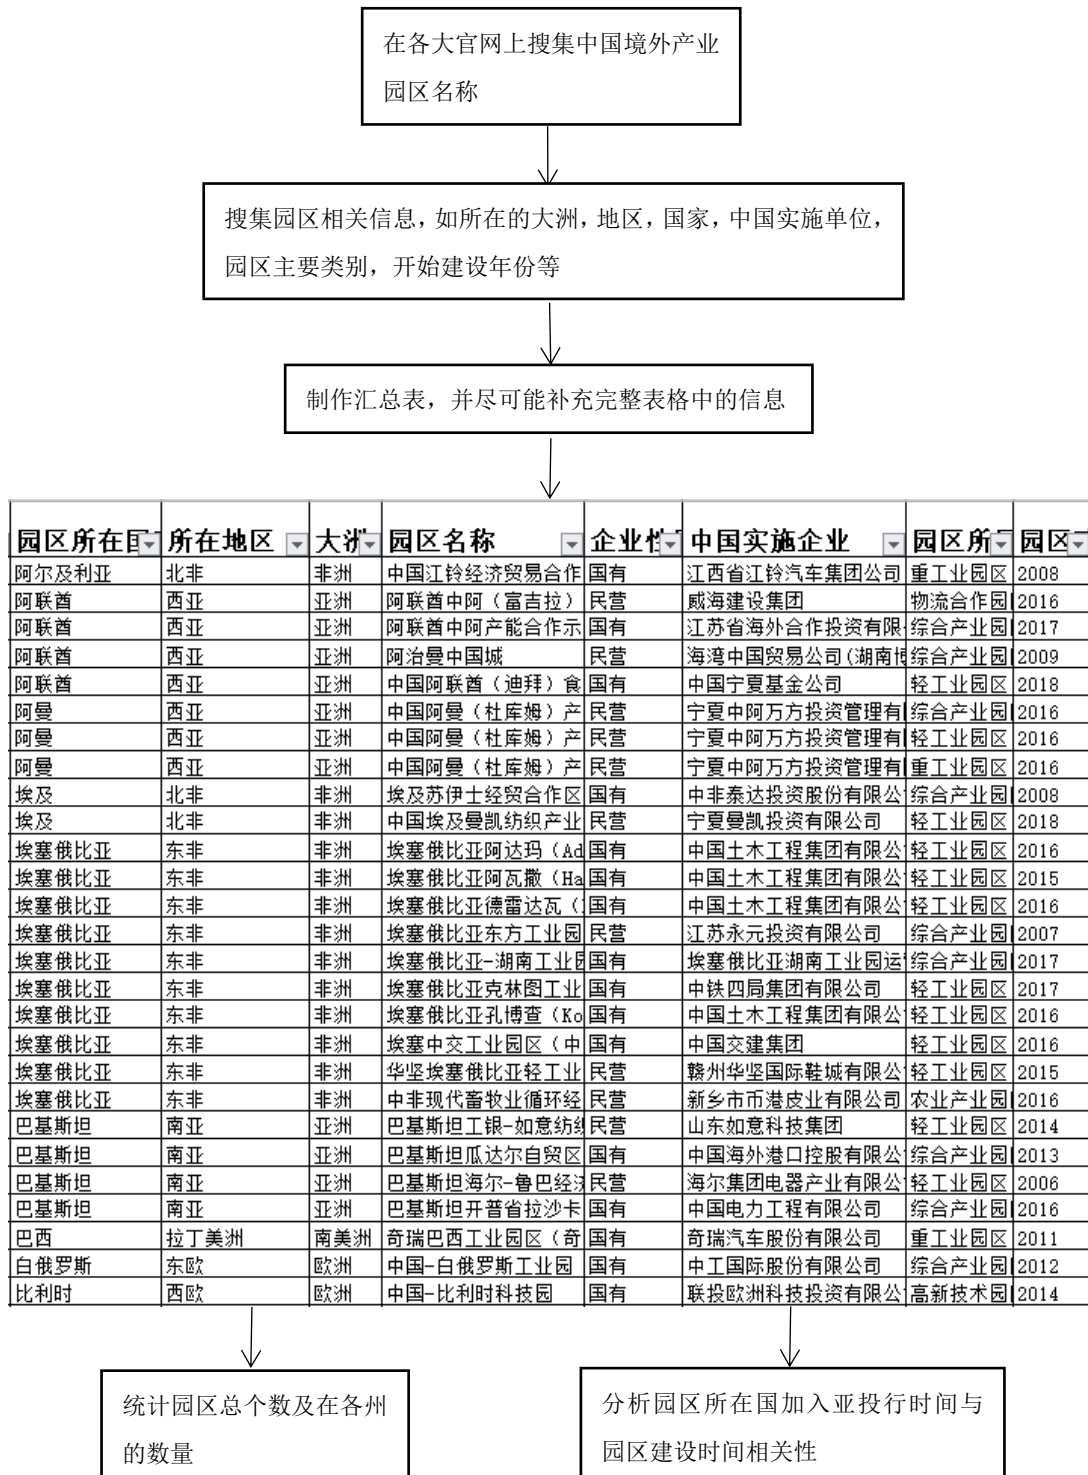 在各大官网上搜集中国境外产业
园区名称
搜集园区相关信息，如所在的大洲，地区，国家，中国实施单位，
园区主要类别，开始建设年份等
制作汇总表，并尽可能补充完整表格中的信息
园区所在国 所在地区 大洲 园区名称 企业性 中国实施企业 园区所 园区
阿尔及利亚 北非 非洲 中国江铃经济贸易合作 国有 江西省江铃汽车集团公司 重工业园区 2008
阿联酋 西亚 亚洲 阿联酋中阿（富吉拉） 民营 威海建设集团 物流合作园 2016
阿联酋 西亚 亚洲 阿联酋中阿产能合作示 国有 江苏省海外合作投资有限 综合产业园 2017
阿联酋 西亚 亚洲 阿治曼中国城 民营 海湾中国贸易公司(湖南博 综合产业园 2009
阿联酋 西亚 亚洲 中国阿联酋（迪拜）食 国有 中国宁夏基金公司 轻工业园区 2018
阿曼 西亚 亚洲 中国阿曼（杜库姆）产 民营 宁夏中阿万方投资管理有 综合产业园 2016
阿曼 西亚 亚洲 中国阿曼（杜库姆）产 民营 宁夏中阿万方投资管理有 轻工业园区 2016
阿曼 西亚 亚洲 中国阿曼（杜库姆）产 民营 宁夏中阿万方投资管理有 重工业园区 2016
埃及 北非 非洲 埃及苏伊士经贸合作区 国有 中非泰达投资股份有限公 综合产业园 2008
埃及 北非 非洲 中国埃及曼凯纺织产业 民营 宁夏曼凯投资有限公司 轻工业园区 2018
埃塞俄比亚 东非 非洲 埃塞俄比亚阿达玛（Ad 国有 中国土木工程集团有限公 轻工业园区 2016
埃塞俄比亚 东非 非洲 埃塞俄比亚阿瓦撒（Ha 国有 中国土木工程集团有限公 轻工业园区 2015
埃塞俄比亚 东非 非洲 埃塞俄比亚德雷达瓦（ 国有 中国土木工程集团有限公 轻工业园区 2016
埃塞俄比亚 东非 非洲 埃塞俄比亚东方工业园 民营 江苏永元投资有限公司 综合产业园 2007
埃塞俄比亚 东非 非洲 埃塞俄比亚-湖南工业园 国有 埃塞俄比亚湖南工业园运 综合产业园 2017
埃塞俄比亚 东非 非洲 埃塞俄比亚克林图工业 国有 中铁四局集团有限公司 轻工业园区 2017
埃塞俄比亚 东非 非洲 埃塞俄比亚孔博查（Ko 国有 中国土木工程集团有限公 轻工业园区 2016
埃塞俄比亚 东非 非洲 埃塞中交工业园区（中 国有 中国交建集团 轻工业园区 2016
埃塞俄比亚 东非 非洲 华坚埃塞俄比亚轻工业 民营 赣州华坚国际鞋城有限公 轻工业园区 2015
埃塞俄比亚 东非 非洲 中非现代畜牧业循环经 民营 新乡市币港皮业有限公司 农业产业园 2016
巴基斯坦 南亚 亚洲 巴基斯坦工银-如意纺织 民营 山东如意科技集团 轻工业园区 2014
巴基斯坦 南亚 亚洲 巴基斯坦瓜达尔自贸区 国有 中国海外港口控股有限公 综合产业园 2013
巴基斯坦 南亚 亚洲 巴基斯坦海尔-鲁巴经济 民营 海尔集团电器产业有限公 轻工业园区 2006
巴基斯坦 南亚 亚洲 巴基斯坦开普省拉沙卡 国有 中国电力工程有限公司 综合产业园 2016
巴西 拉丁美洲 南美洲 奇瑞巴西工业园区（奇 国有 奇瑞汽车股份有限公司 重工业园区 2011
白俄罗斯 东欧 欧洲 中国-白俄罗斯工业园 国有 中工国际股份有限公司 综合产业园 2012
比利时 西欧 欧洲 中国-比利时科技园 国有 联投欧洲科技投资有限公 高新技术园 2014
统计园区总个数及在各州
的数量
分析园区所在国加入亚投行时间与
园区建设时间相关性